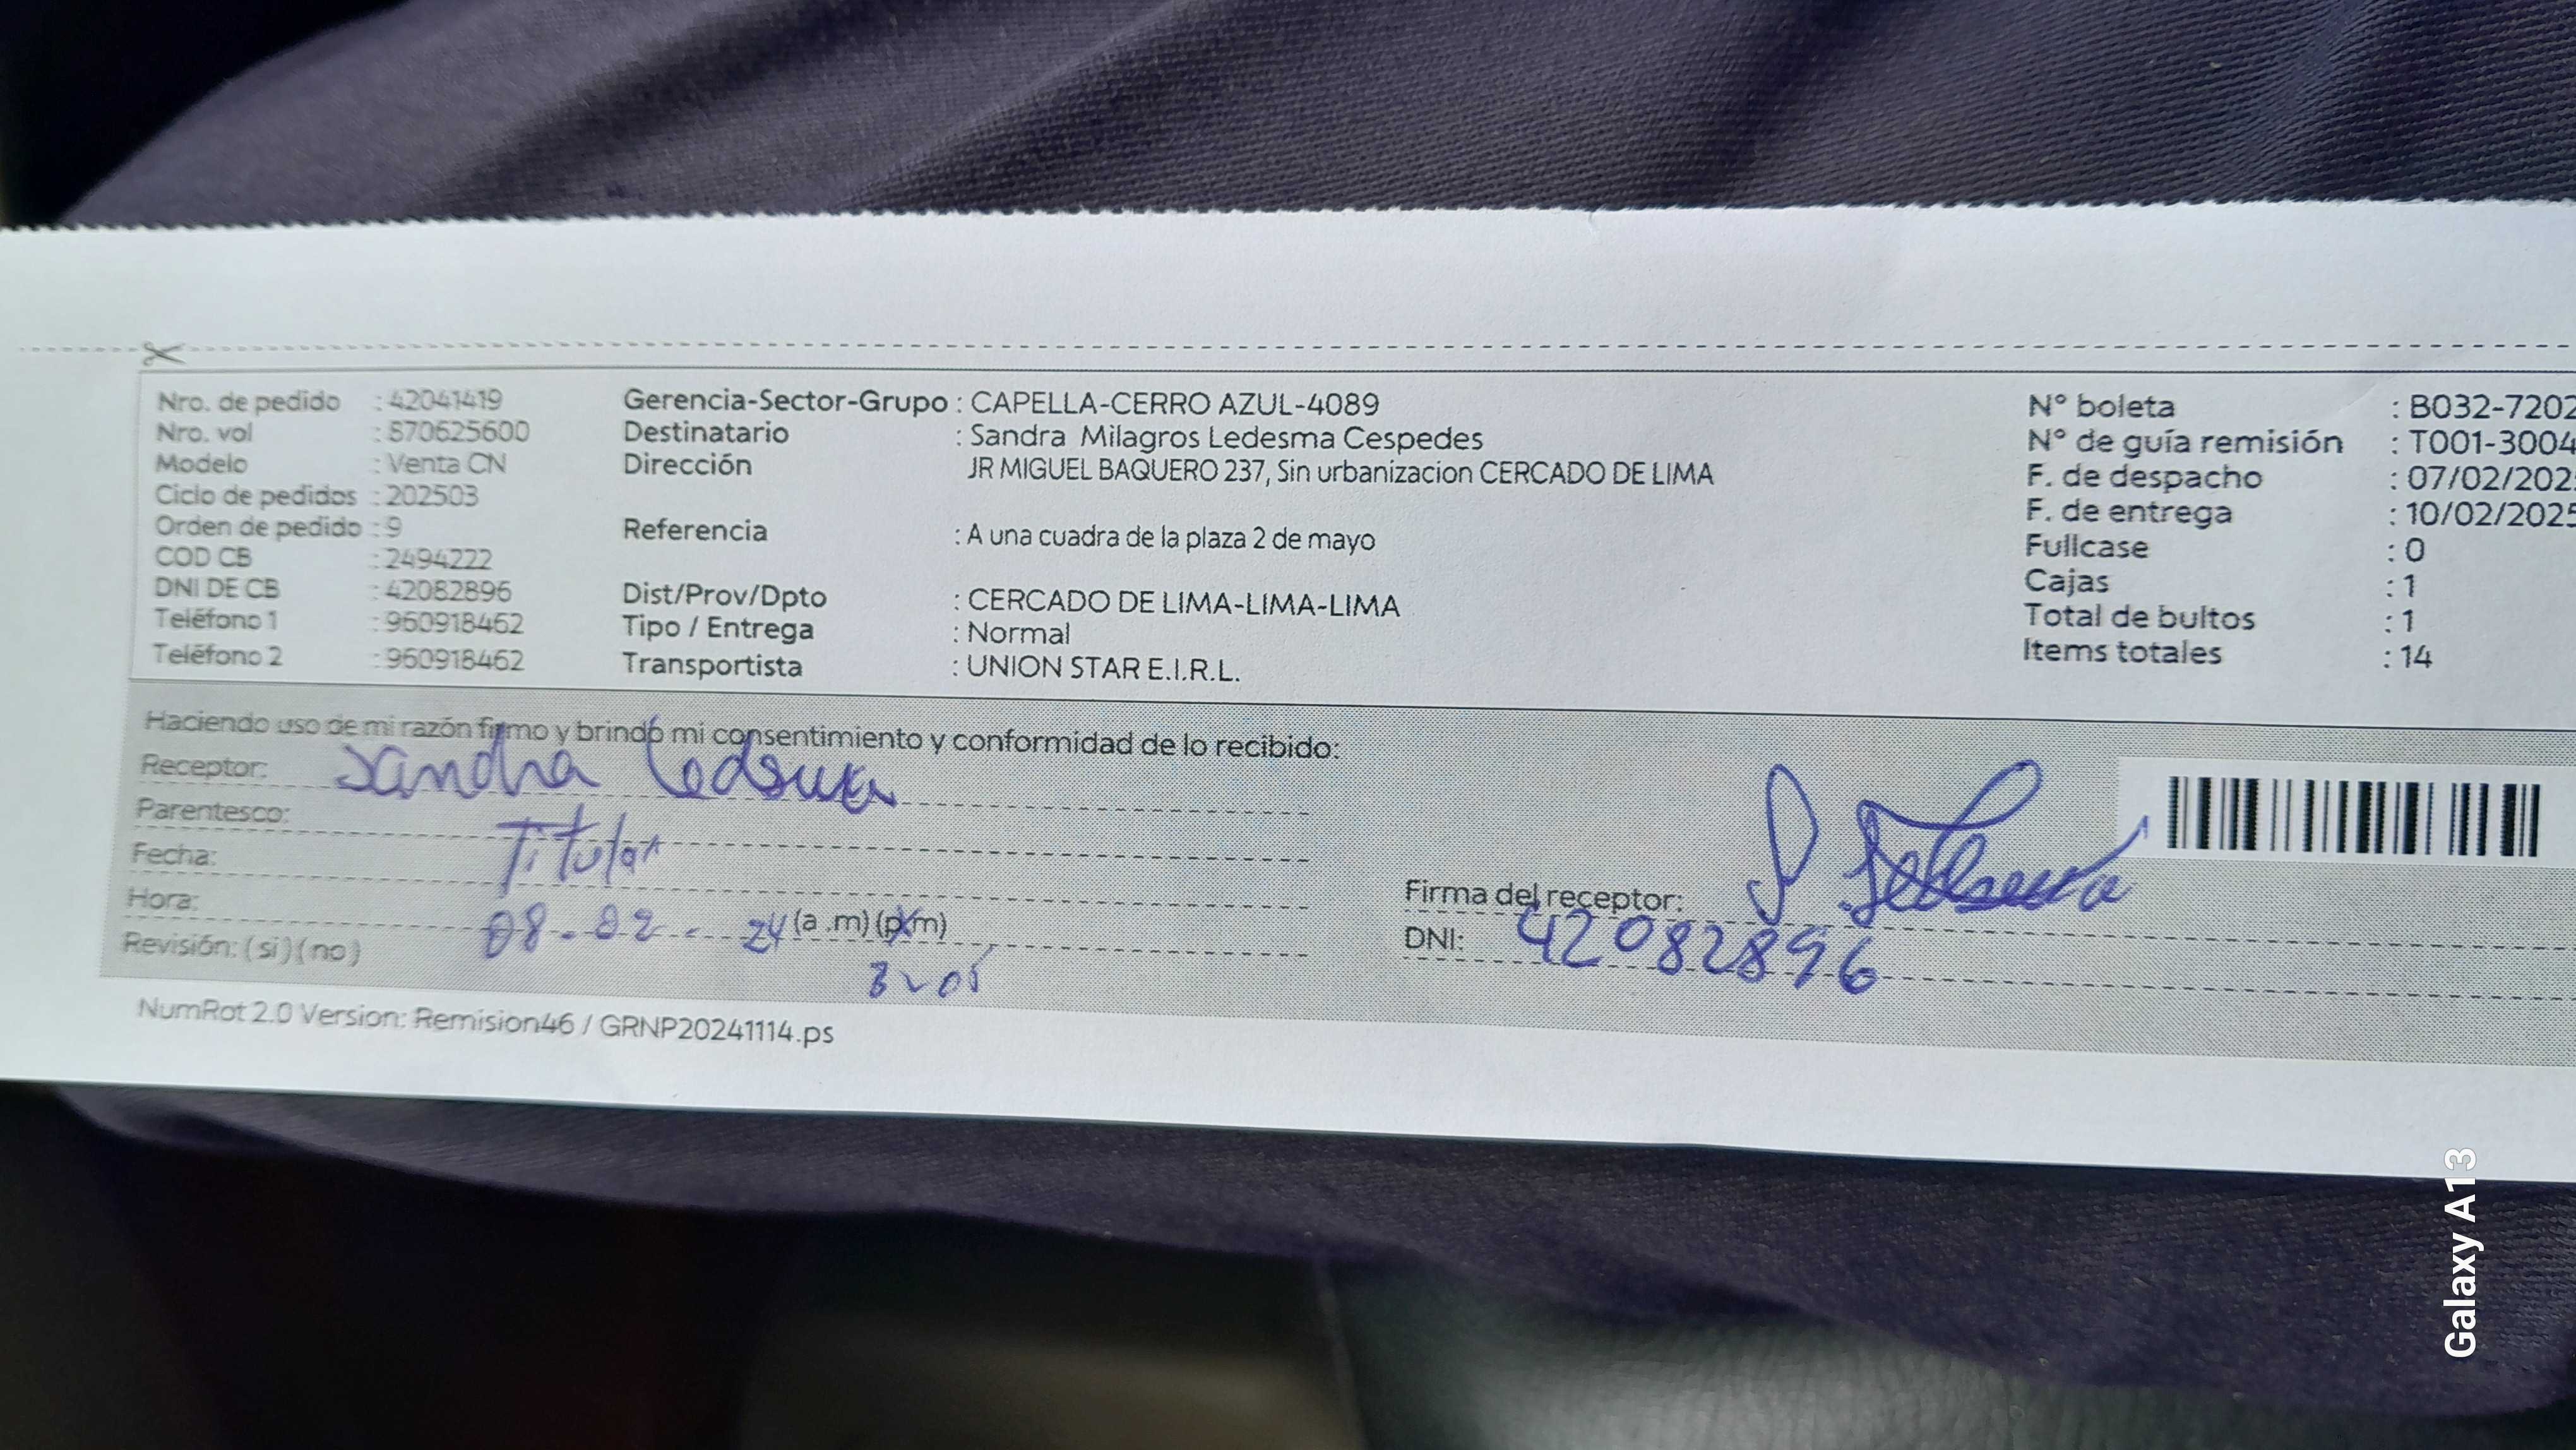 Nro. de pedido : 42041419
Nro. vol : 870625600
Modelo : Venta CN
Ciclo de pedidos : 202503
Orden de pedido : 9
COD CB : 2494222
DNI DE CB : 42082896
Teléfono 1 : 960918462
Teléfono 2 : 960918462
Gerencia-Sector-Grupo : CAPELLA-CERRO AZUL-4089
Destinatario : Sandra Milagros Ledesma Cespedes
Dirección JR MIGUEL BAQUERO 237, Sin urbanizacion CERCADO DE LIMA
Referencia : A una cuadra de la plaza 2 de mayo
Dist/Prov/Dpto : CERCADO DE LIMA-LIMA-LIMA
Tipo / Entrega : Normal
Transportista : UNION STAR E.I.R.L.
N° boleta : B032-7202
N° de guía remisión : T001-3004
F. de despacho : 07/02/202
F. de entrega : 10/02/2025
Fullcase : 0
Cajas : 1
Total de bultos : 1
Items totales : 14
Haciendo uso de mi razón firmo y brindo mi consentimiento y conformidad de lo recibido:
Receptor: Sandra Ledesma
Parentesco: Titular
Fecha:
Hora: 08-02- (a .m) (p.m)
Revisión: (si) (no)
Firma del receptor: S Ledesma
DNI: 42082896
NumRot 2.0 Version: Remision46 / GRNP20241114.ps
Galaxy A13